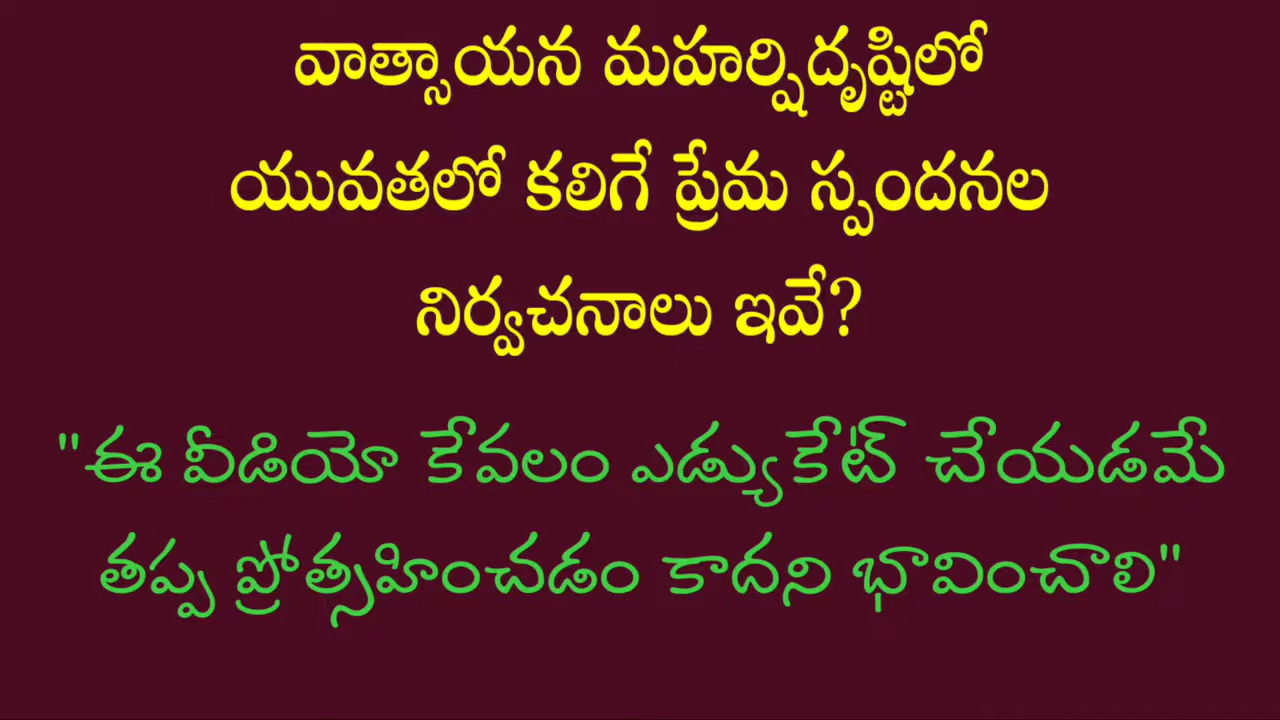 వాత్సాయన మహర్షిదృష్టిలో
యువతలో కలిగే ప్రేమ స్పందనల
నిర్వచనాలు ఇవే?
"ఈ వీడియో కేవలం ఎడ్యుకేట్ చేయడమే
తప్ప ప్రోత్సహించడం కాదని భావించాలి"